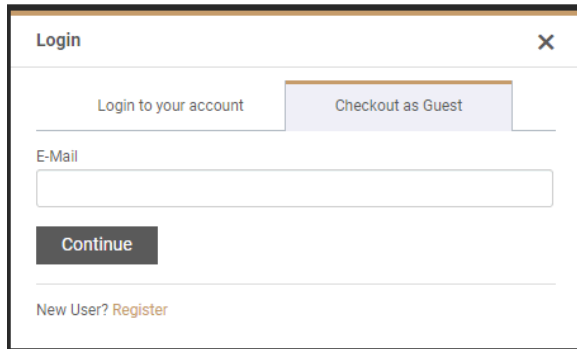 Login
Login to your account
Checkout as Guest
E-Mail
Continue
New User? Register